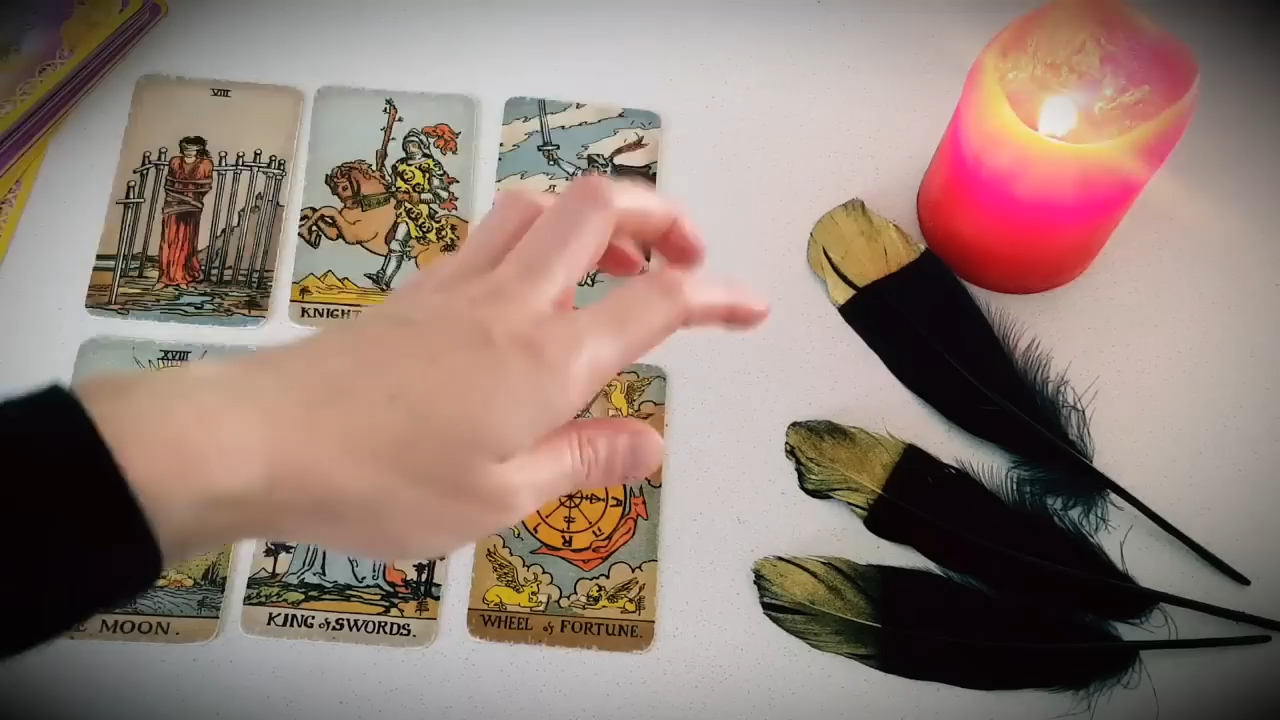 VIII
KNIGHT
XVIII
MOON.
KING of SWORDS.
WHEEL of FORTUNE.